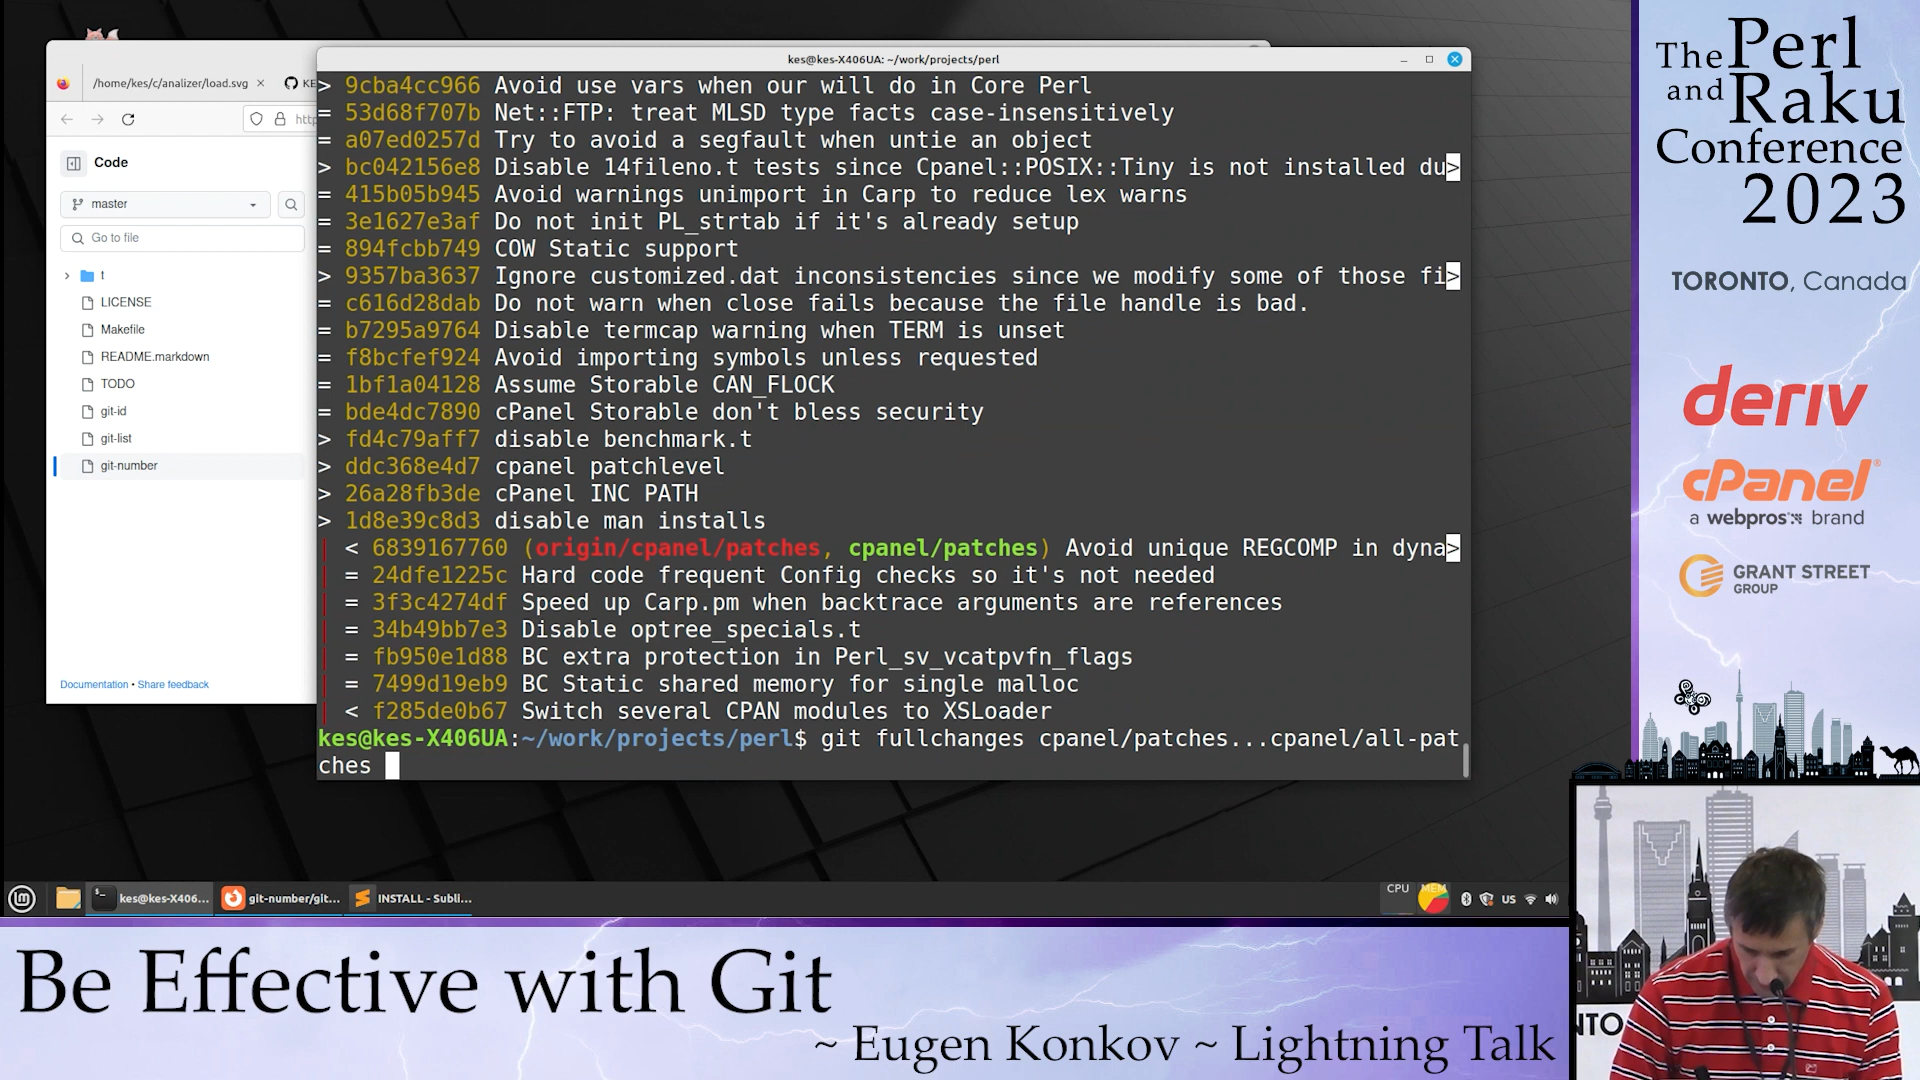 kes@kes-X406UA: ~/work/projects/perl
/home/kes/c/analizer/load.svg
KE
http
Code
master
Go to file
t
LICENSE
Makefile
README.markdown
TODO
git-id
git-list
git-number
Documentation • Share feedback
> 9cba4cc966 Avoid use vars when our will do in Core Perl
= 53d68f707b Net::FTP: treat MLSD type facts case-insensitively
= a07ed0257d Try to avoid a segfault when untie an object
> bc042156e8 Disable 14fileno.t tests since Cpanel::POSIX::Tiny is not installed du>
= 415b05b945 Avoid warnings unimport in Carp to reduce lex warns
= 3e1627e3af Do not init PL_strtab if it's already setup
= 894fcbb749 COW Static support
> 9357ba3637 Ignore customized.dat inconsistencies since we modify some of those fi>
= c616d28dab Do not warn when close fails because the file handle is bad.
= b7295a9764 Disable termcap warning when TERM is unset
= f8bcfef924 Avoid importing symbols unless requested
= 1bf1a04128 Assume Storable CAN_FLOCK
= bde4dc7890 cPanel Storable don't bless security
> fd4c79aff7 disable benchmark.t
> ddc368e4d7 cpanel patchlevel
> 26a28fb3de cPanel INC PATH
> 1d8e39c8d3 disable man installs
| < 6839167760 (origin/cpanel/patches, cpanel/patches) Avoid unique REGCOMP in dyna>
| = 24dfe1225c Hard code frequent Config checks so it's not needed
| = 3f3c4274df Speed up Carp.pm when backtrace arguments are references
| = 34b49bb7e3 Disable optree_specials.t
| = fb950e1d88 BC extra protection in Perl_sv_vcatpvfn_flags
| = 7499d19eb9 BC Static shared memory for single malloc
| < f285de0b67 Switch several CPAN modules to XSLoader
kes@kes-X406UA:~/work/projects/perl$ git fullchanges cpanel/patches...cpanel/all-pat
ches
kes@kes-X406...
git-number/git...
INSTALL - Subli...
CPU
MEM
US
The Perl
and Raku
Conference
2023
TORONTO, Canada
deriv
cPanel®
a webpros brand
GRANT STREET
GROUP
NTO
Be Effective with Git
~ Eugen Konkov ~ Lightning Talk